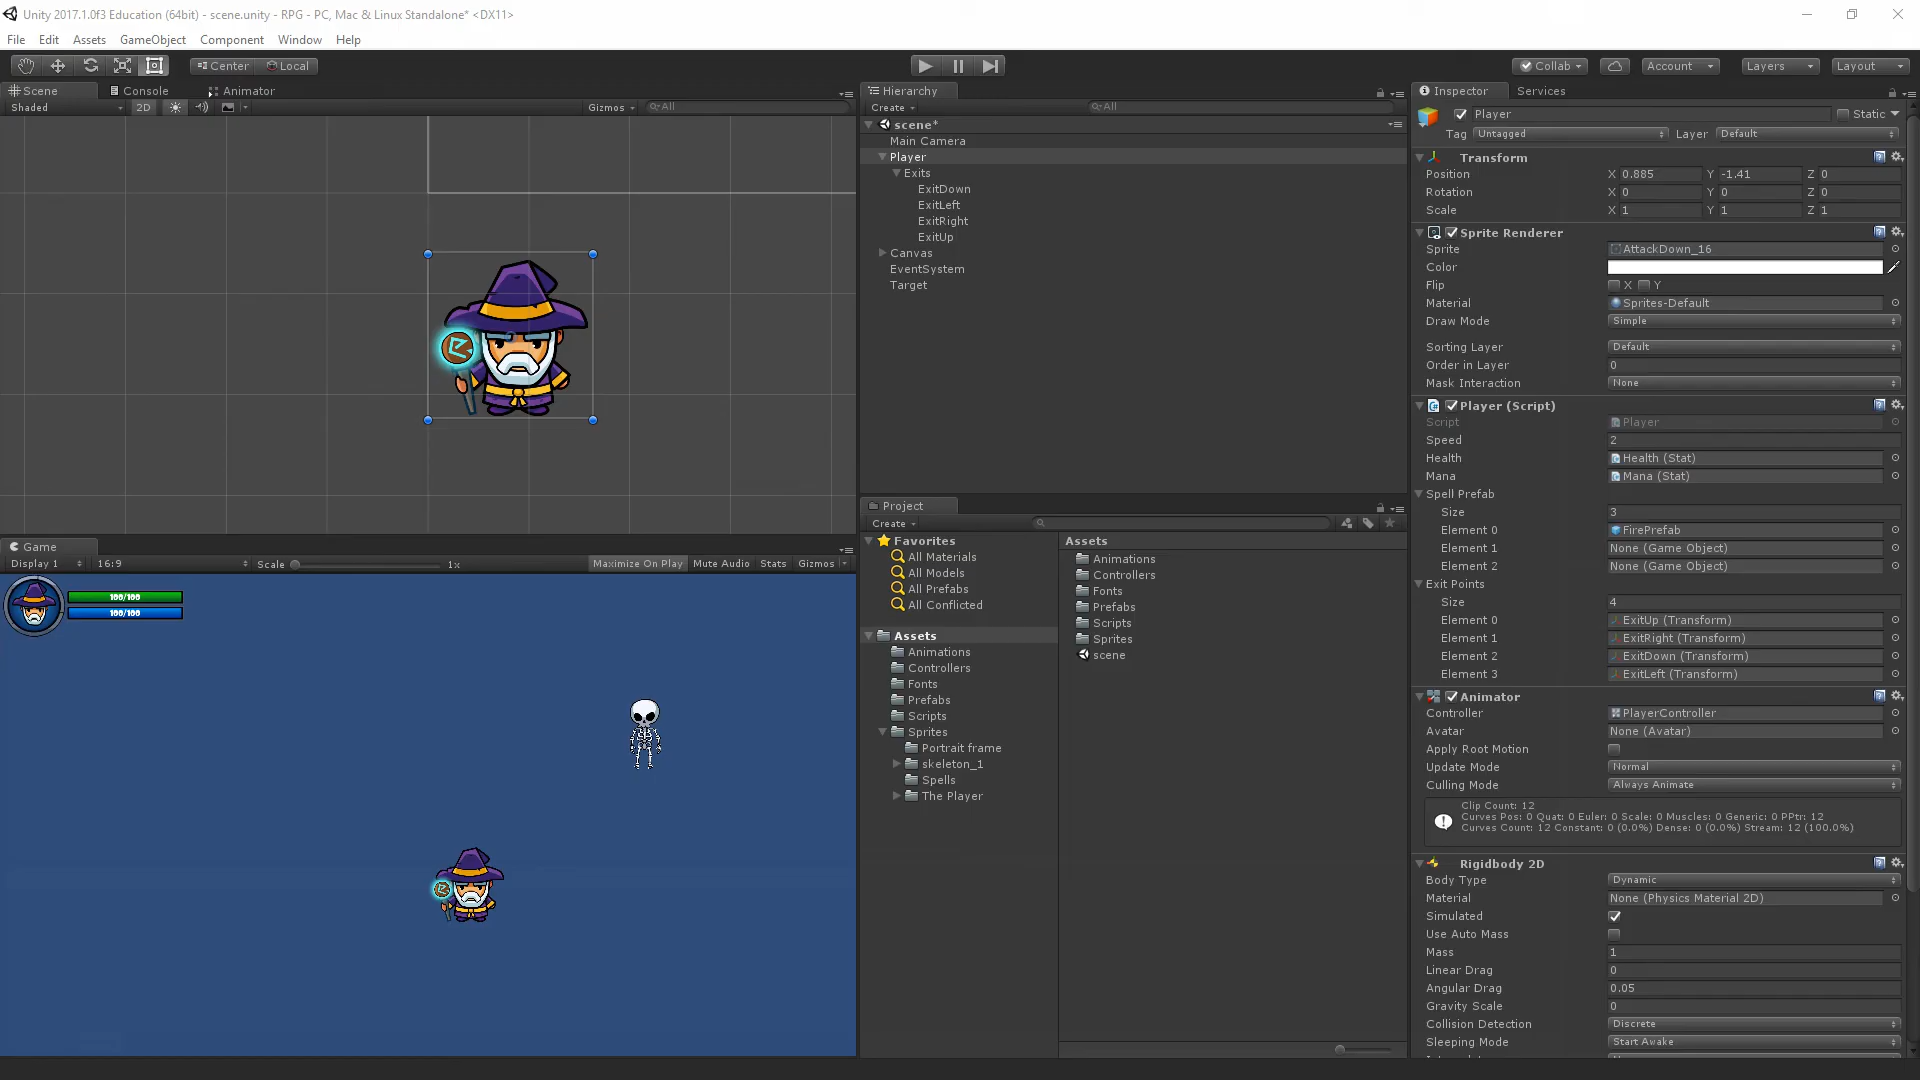 Unity 2017.1.0f3 Education (64bit) - scene.unity - RPG - PC, Mac & Linux Standalone* <DX11>
File Edit Assets GameObject Component Window Help
Center Local Collab Account Layers Layout
Scene Console Animator
Shaded 2D Gizmos All
Hierarchy
Create All
scene*
Main Camera
Player
Exits
ExitDown
ExitLeft
ExitRight
ExitUp
Canvas
EventSystem
Target
Game
Display 1 16:9 Scale 1x Maximize On Play Mute Audio Stats Gizmos
100/100
100/100
Project
Create
Favorites
All Materials
All Models
All Prefabs
All Conflicted
Assets
Animations
Controllers
Fonts
Prefabs
Scripts
Sprites
Portrait frame
skeleton_1
Spells
The Player
Assets
Animations
Controllers
Fonts
Prefabs
Scripts
Sprites
scene
Inspector Services
Player Static
Tag Untagged Layer Default
Transform
Position X 0.885 Y -1.41 Z 0
Rotation X 0 Y 0 Z 0
Scale X 1 Y 1 Z 1
Sprite Renderer
Sprite AttackDown_16
Color
Flip X Y
Material Sprites-Default
Draw Mode Simple
Sorting Layer Default
Order in Layer 0
Mask Interaction None
Player (Script)
Script Player
Speed 2
Health Health (Stat)
Mana Mana (Stat)
Spell Prefab
Size 3
Element 0 FirePrefab
Element 1 None (Game Object)
Element 2 None (Game Object)
Exit Points
Size 4
Element 0 ExitUp (Transform)
Element 1 ExitRight (Transform)
Element 2 ExitDown (Transform)
Element 3 ExitLeft (Transform)
Animator
Controller PlayerController
Avatar None (Avatar)
Apply Root Motion
Update Mode Normal
Culling Mode Always Animate
Clip Count: 12
Curves Pos: 0 Quat: 0 Euler: 0 Scale: 0 Muscles: 0 Generic: 0 PPtr: 12
Curves Count: 12 Constant: 0 (0.0%) Dense: 0 (0.0%) Stream: 12 (100.0%)
Rigidbody 2D
Body Type Dynamic
Material None (Physics Material 2D)
Simulated
Use Auto Mass
Mass 1
Linear Drag 0
Angular Drag 0.05
Gravity Scale 0
Collision Detection Discrete
Sleeping Mode Start Awake